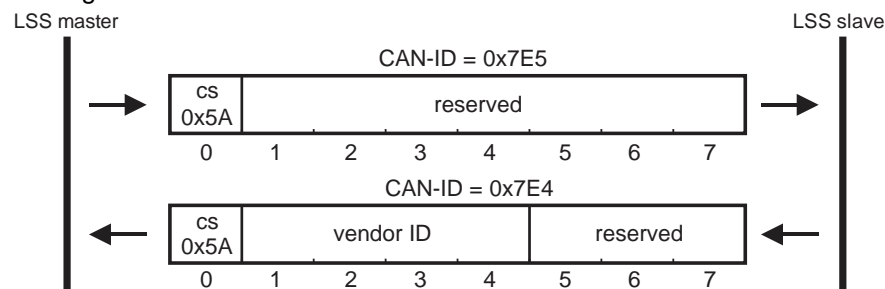 LSS master LSS slave
CAN-ID = 0x7E5
cs
0x5A reserved
0 1 2 3 4 5 6 7
CAN-ID = 0x7E4
cs
0x5A vendor ID reserved
0 1 2 3 4 5 6 7